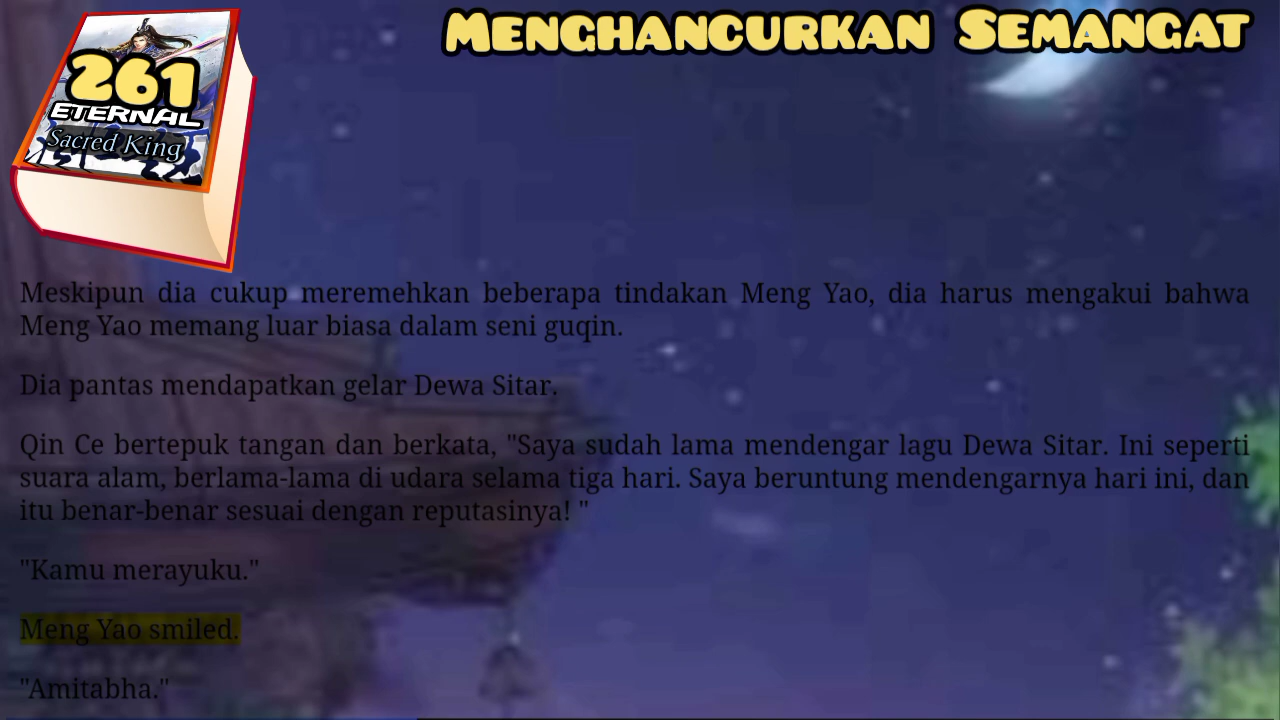 Menghancurkan Semangat
261
ETERNAL
Sacred King
Meskipun dia cukup meremehkan beberapa tindakan Meng Yao, dia harus mengakui bahwa
Meng Yao memang luar biasa dalam seni guqin.
Dia pantas mendapatkan gelar Dewa Sitar.
Qin Ce bertepuk tangan dan berkata, "Saya sudah lama mendengar lagu Dewa Sitar. Ini seperti
suara alam, berlama-lama di udara selama tiga hari. Saya beruntung mendengarnya hari ini, dan
itu benar-benar sesuai dengan reputasinya! "
"Kamu merayuku."
Meng Yao smiled.
"Amitabha."